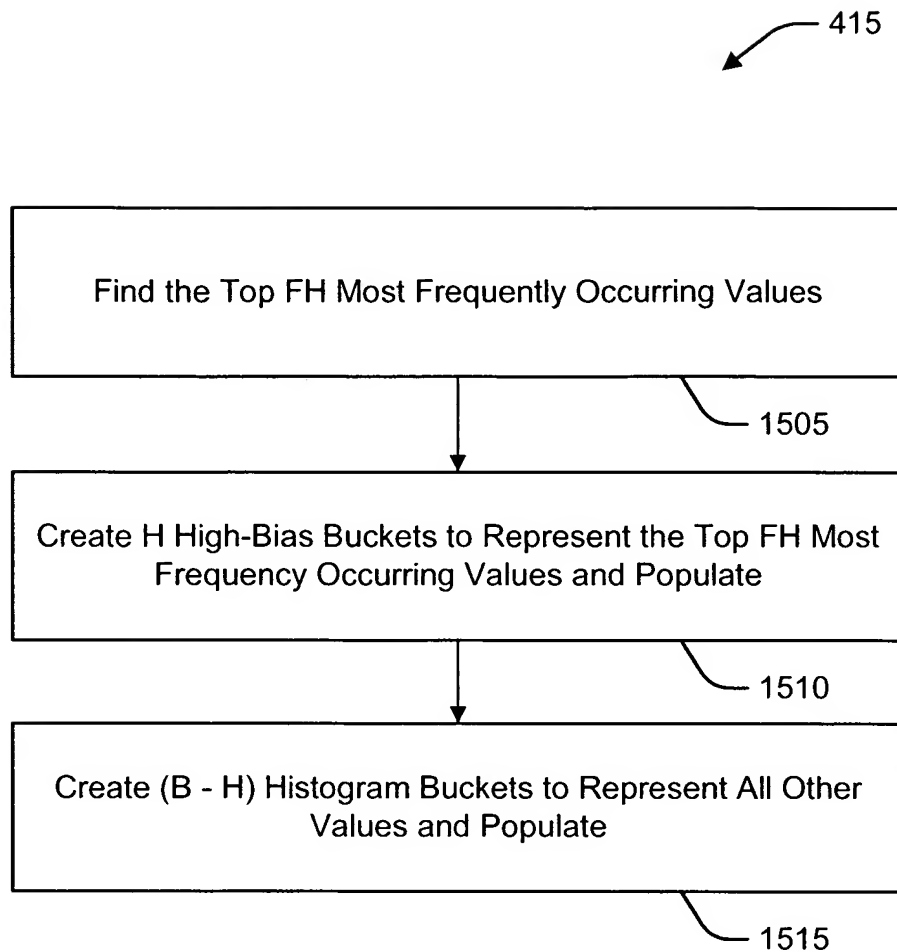 415
Find the Top FH Most Frequently Occurring Values
1505
Create H High-Bias Buckets to Represent the Top FH Most
Frequency Occurring Values and Populate
1510
Create (B - H) Histogram Buckets to Represent All Other
Values and Populate
1515